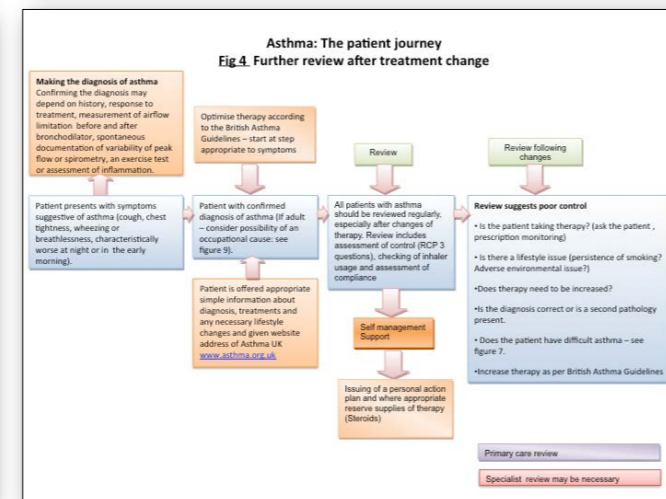 Asthma: The patient journey
Fig 4 Further review after treatment change
Making the diagnosis of asthma
Confirming the diagnosis may
depend on history, response to
treatment, measurement of airflow
limitation before and after
bronchodilator, spontaneous
documentation of variability of peak
flow or spirometry, an exercise test
or assessment of inflammation.
Optimise therapy according
to the British Asthma
Guidelines – start at step
appropriate to symptoms
Review
Review following
changes
Patient presents with symptoms
suggestive of asthma (cough, chest
tightness, wheezing or
breathlessness, characteristically
worse at night or in the early
morning).
Patient with confirmed
diagnosis of asthma (If adult
– consider possibility of an
occupational cause: see
figure 9).
All patients with asthma
should be reviewed regularly,
especially after changes of
therapy. Review includes
assessment of control (RCP 3
questions), checking of inhaler
usage and assessment of
compliance
Review suggests poor control
• Is the patient taking therapy? (ask the patient ,
prescription monitoring)
• Is there a lifestyle issue (persistence of smoking?
Adverse environmental issue?)
•Does therapy need to be increased?
•Is the diagnosis correct or is a second pathology
present.
• Does the patient have difficult asthma – see
figure 7.
•Increase therapy as per British Asthma Guidelines
Patient is offered appropriate
simple information about
diagnosis, treatments and
any necessary lifestyle
changes and given website
address of Asthma UK
www.asthma.org.uk
Self management
Support
Issuing of a personal action
plan and where appropriate
reserve supplies of therapy
(Steroids)
Primary care review
Specialist review may be necessary